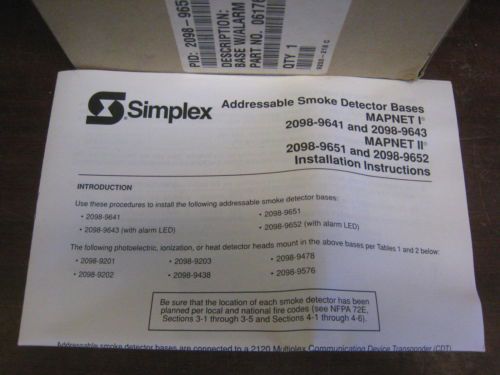 PID: 2098-965
DESCRIPTION:
BASE W/ALARM
PART NO. 06176
QTY 1
Simplex
Addressable Smoke Detector Bases
MAPNET I®
2098-9641 and 2098-9643
MAPNET II®
2098-9651 and 2098-9652
Installation Instructions
INTRODUCTION
Use these procedures to install the following addressable smoke detector bases:
• 2098-9641
• 2098-9651
• 2098-9643 (with alarm LED)
• 2098-9652 (with alarm LED)
The following photoelectric, ionization, or heat detector heads mount in the above bases per Tables 1 and 2 below:
• 2098-9201
• 2098-9203
• 2098-9478
• 2098-9202
• 2098-9438
• 2098-9576
Be sure that the location of each smoke detector has been
planned per local and national fire codes (see NFPA 72E,
Sections 3-1 through 3-5 and Sections 4-1 through 4-6).
Addressable smoke detector bases are connected to a 2120 Multiplex Communicating Device Transponder (CDT)